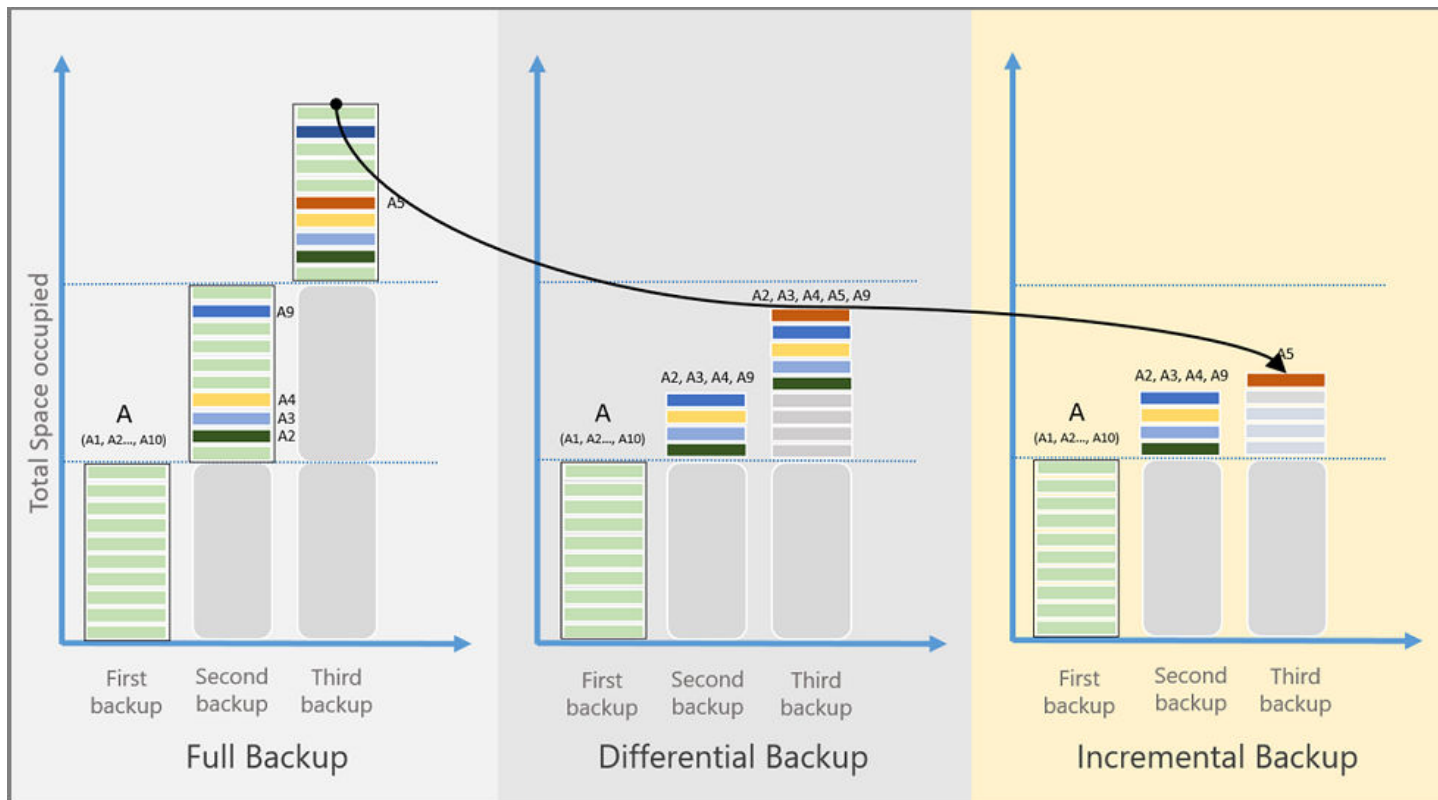 Total Space occupied
A
(A1, A2..., A10)
A9
A4
A3
A2
A5
First
backup
Second
backup
Third
backup
Full Backup
A
(A1, A2..., A10)
A2, A3, A4, A9
A2, A3, A4, A5, A9
First
backup
Second
backup
Third
backup
Differential Backup
A
(A1, A2..., A10)
A2, A3, A4, A9
A5
First
backup
Second
backup
Third
backup
Incremental Backup